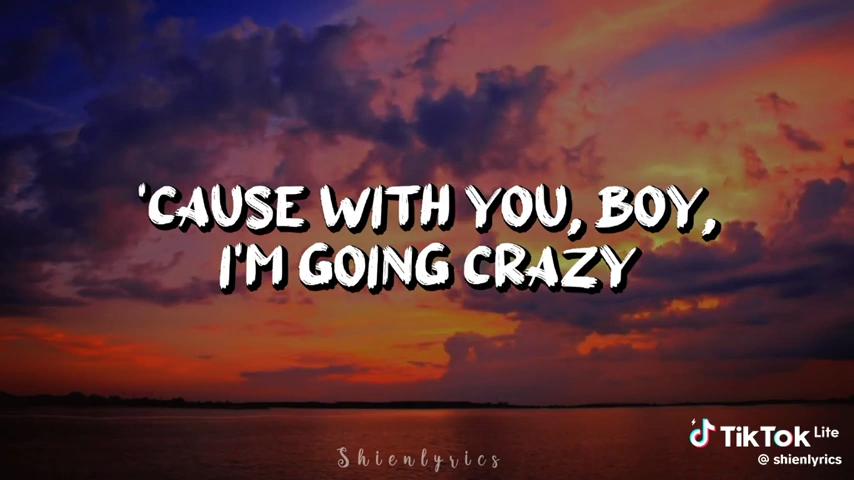 'CAUSE WITH YOU, BOY,
I'M GOING CRAZY
TikTok Lite
@ shienlyrics
Shienlyrics